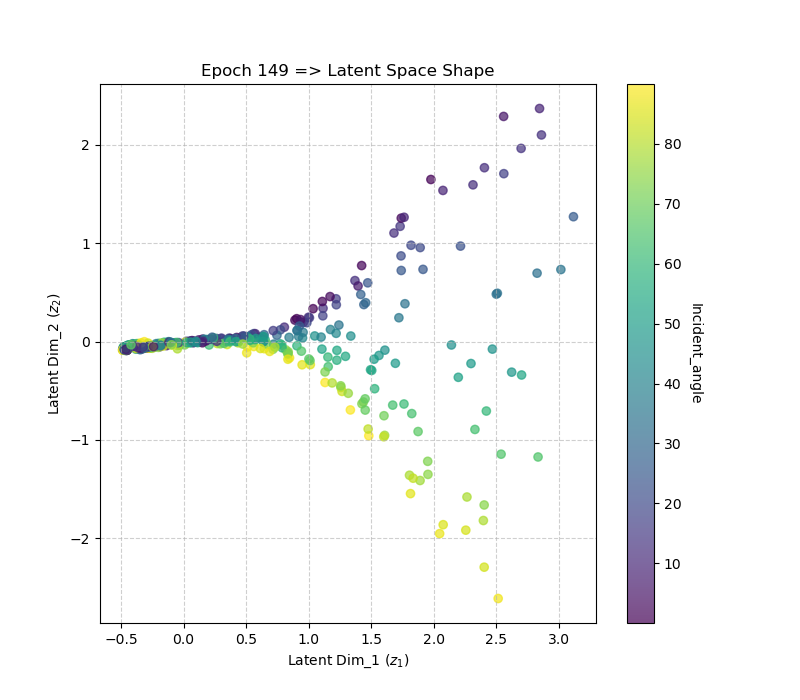 Epoch 149 => Latent Space Shape
Latent Dim_2 (z₂)
2
1
0
−1
−2
−0.5 0.0 0.5 1.0 1.5 2.0 2.5 3.0
Latent Dim_1 (z₁)
80
70
60
50
40
30
20
10
Incident_angle